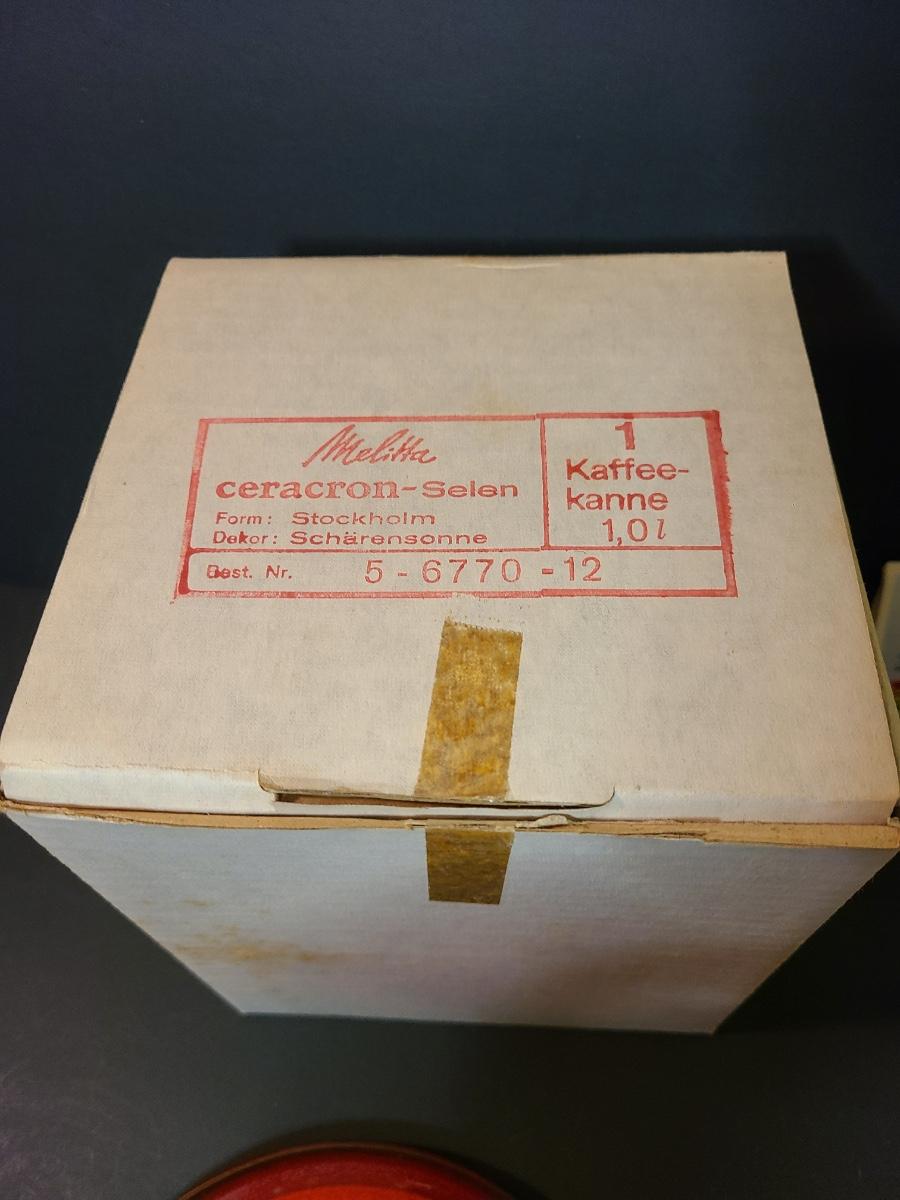 Melitta
ceracron-Selen
Form: Stockholm
Dekor: Schärensonne
1
Kaffee-
kanne
1,0 l
Best. Nr. 5-6770-12